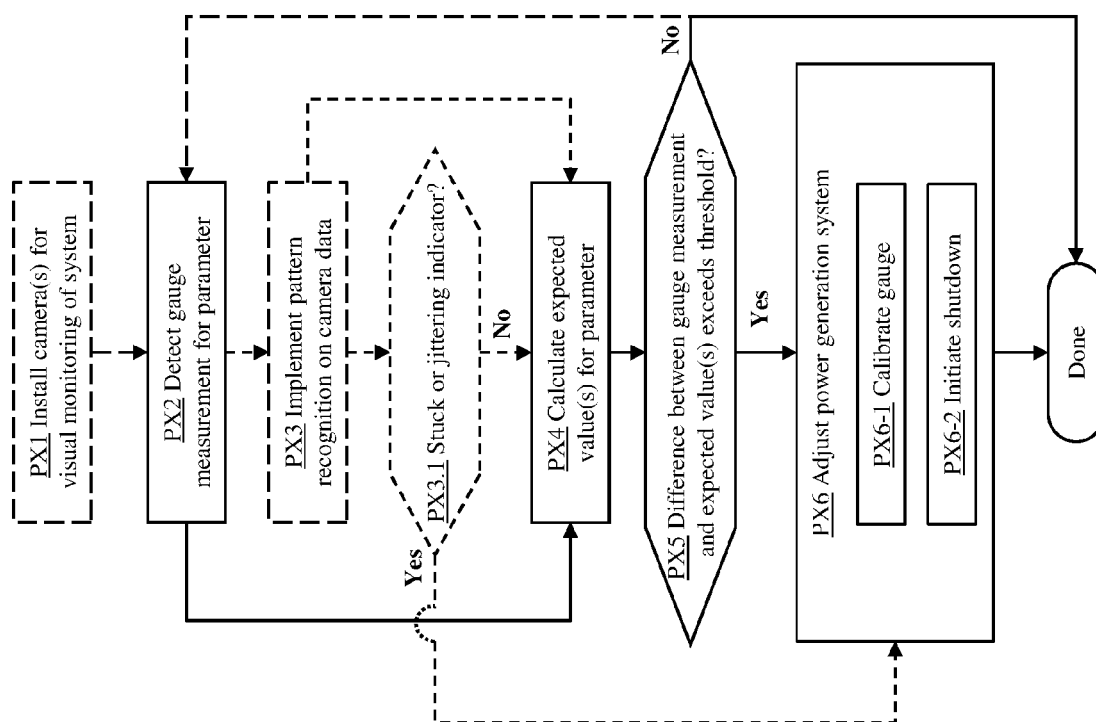 PX1 Install camera(s) for
visual monitoring of system
PX2 Detect gauge
measurement for parameter
PX3 Implement pattern
recognition on camera data
PX3.1 Stuck or jittering indicator?
Yes
No
PX4 Calculate expected
value(s) for parameter
PX5 Difference between gauge measurement
and expected value(s) exceeds threshold?
No
Yes
PX6 Adjust power generation system
PX6-1 Calibrate gauge
PX6-2 Initiate shutdown
Done